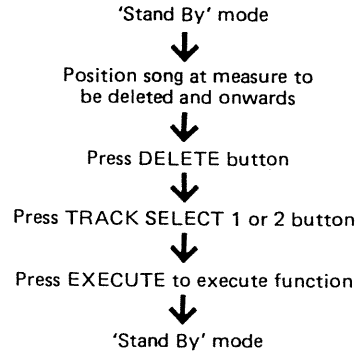 'Stand By' mode
Position song at measure to
be deleted and onwards
Press DELETE button
Press TRACK SELECT 1 or 2 button
Press EXECUTE to execute function
'Stand By' mode